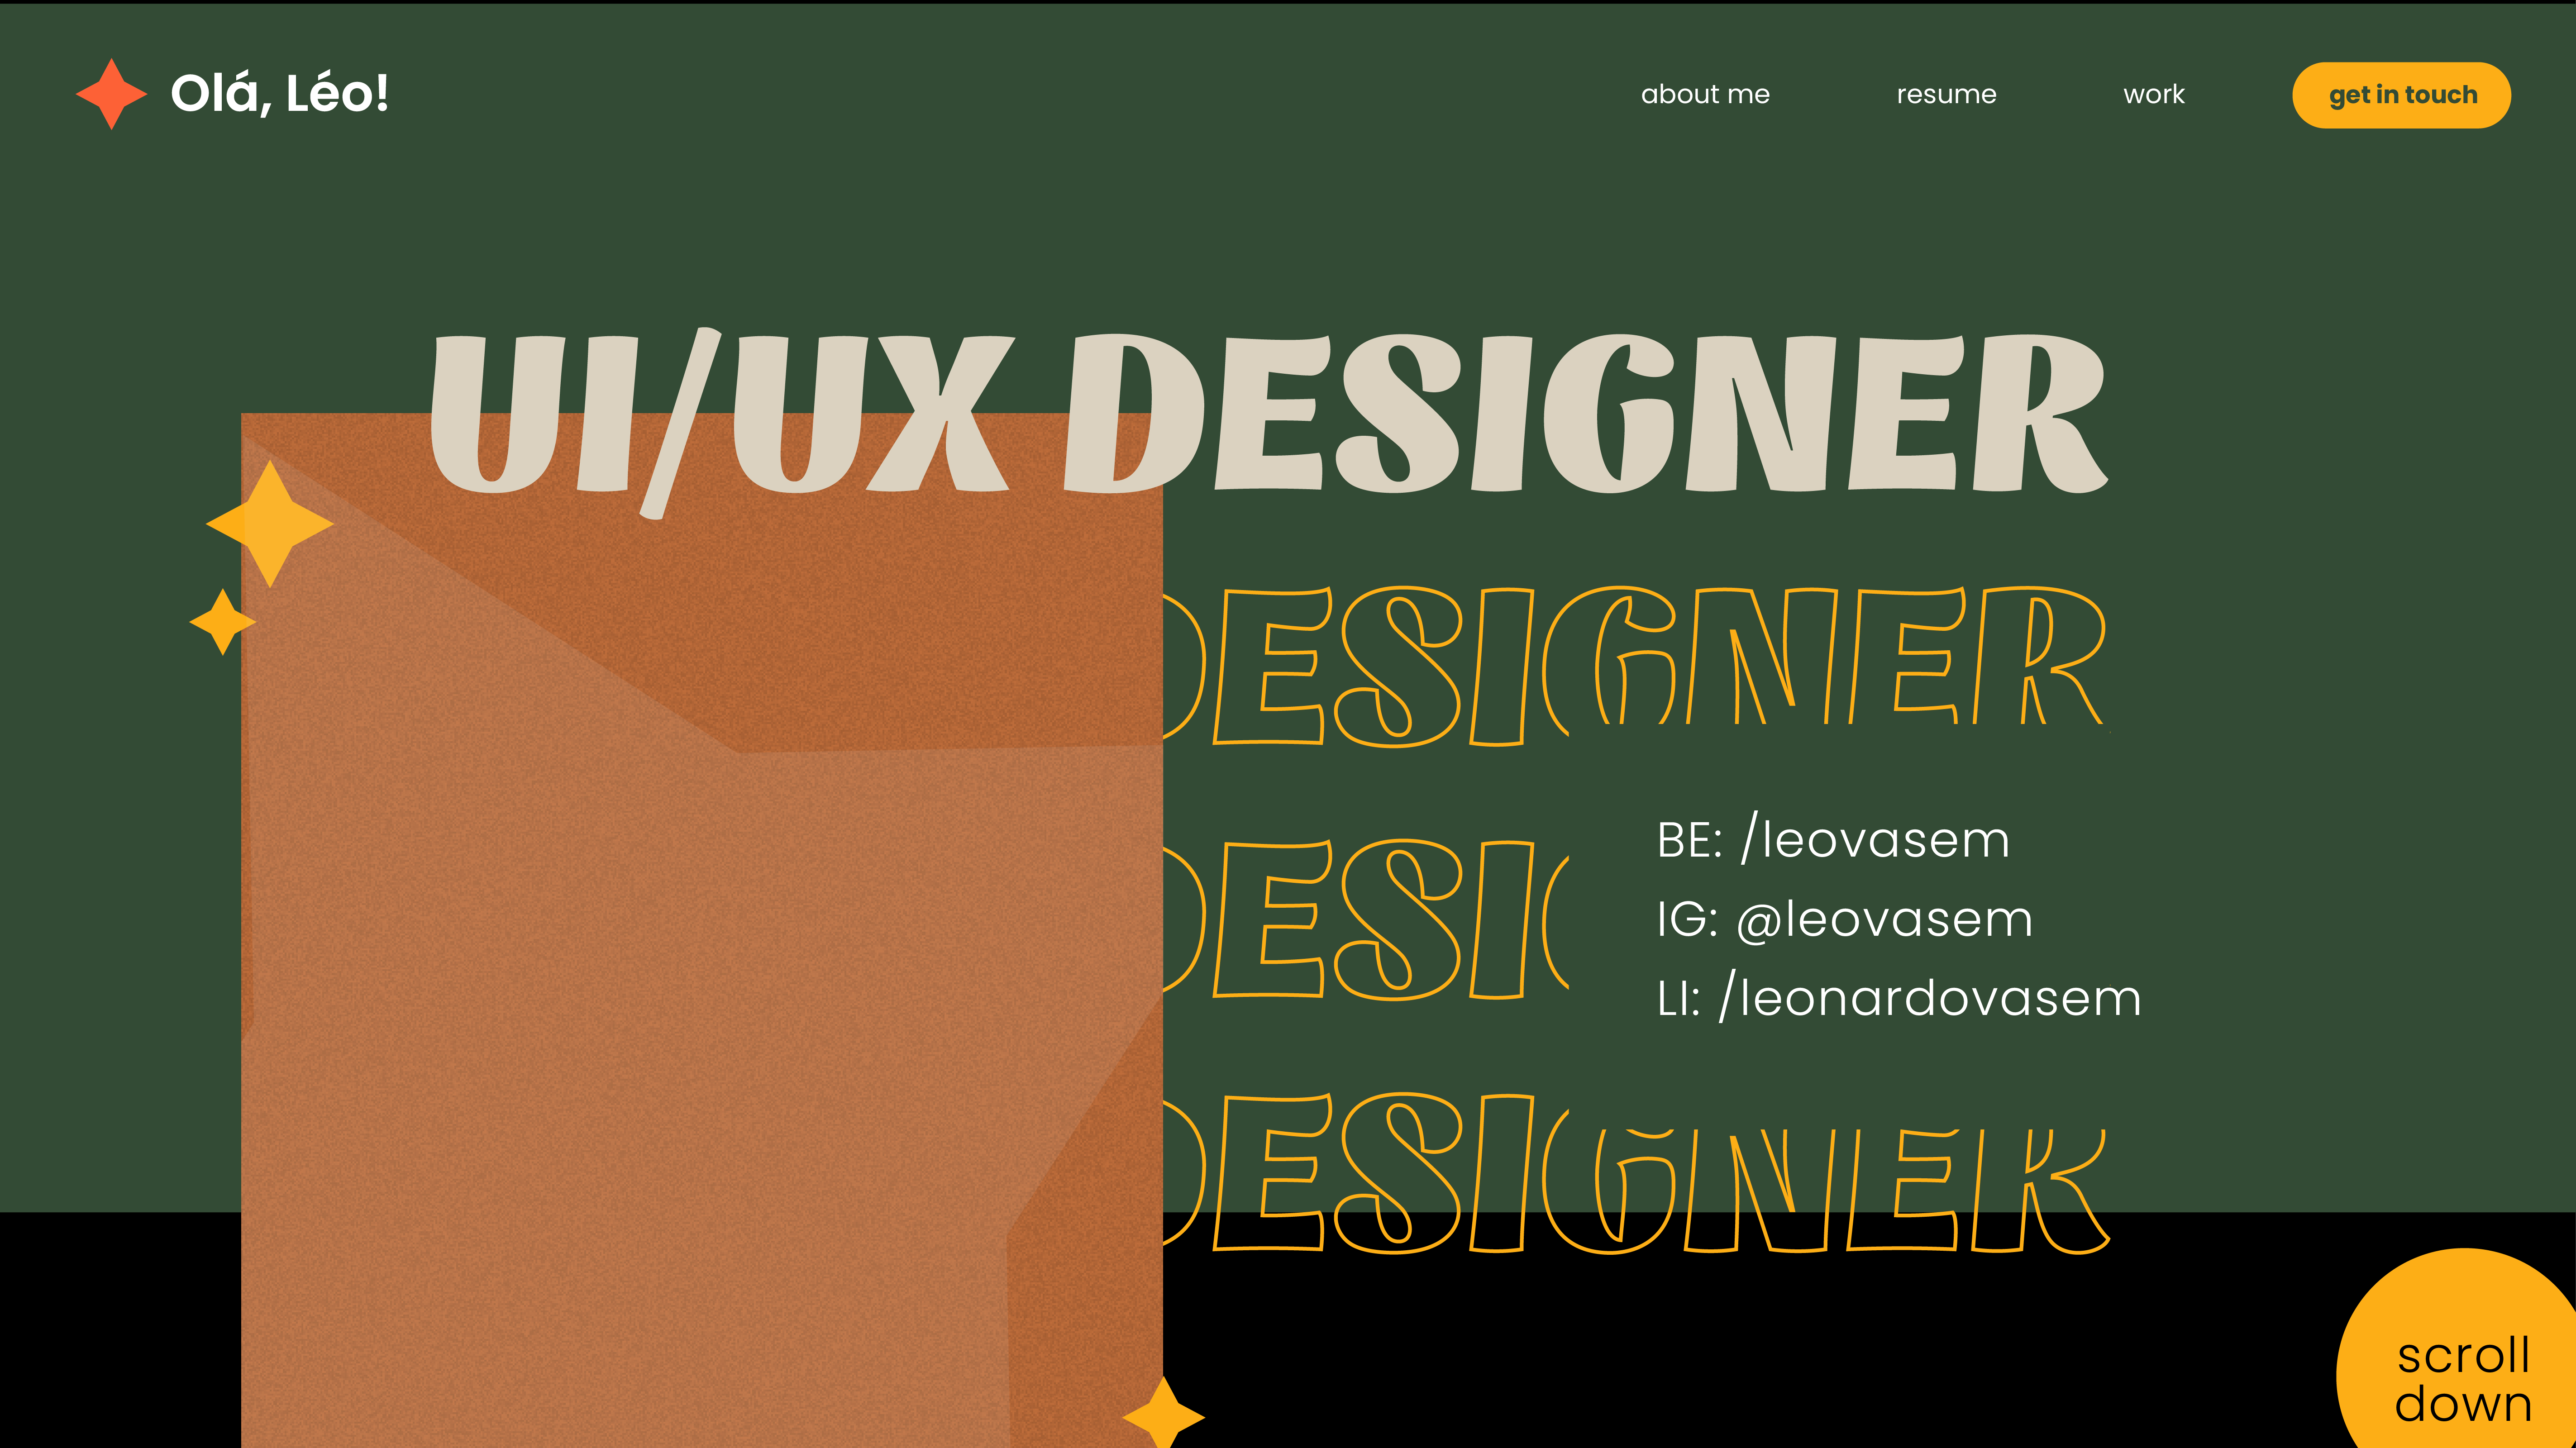 Olá, Léo!
about me
resume
work
get in touch
UI/UX DESIGNER
DESIGNER
DESI
BE: /leovasem
IG: @leovasem
LI: /leonardovasem
DESIGNER
scroll
down